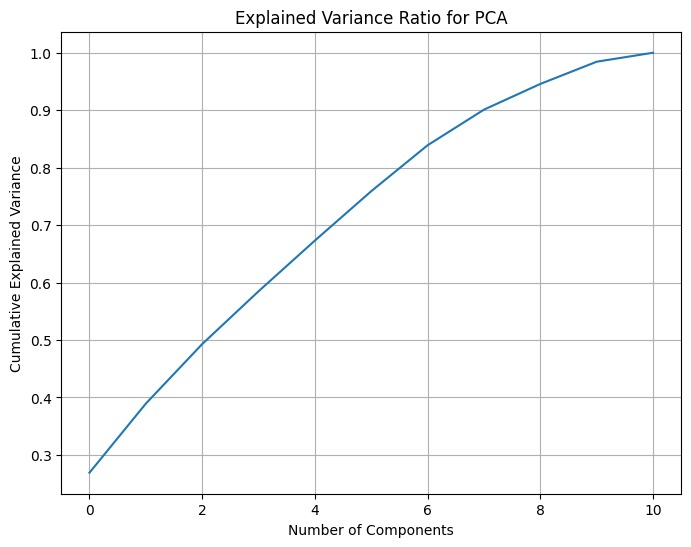 Explained Variance Ratio for PCA
Cumulative Explained Variance
1.0
0.9
0.8
0.7
0.6
0.5
0.4
0.3
0 2 4 6 8 10
Number of Components